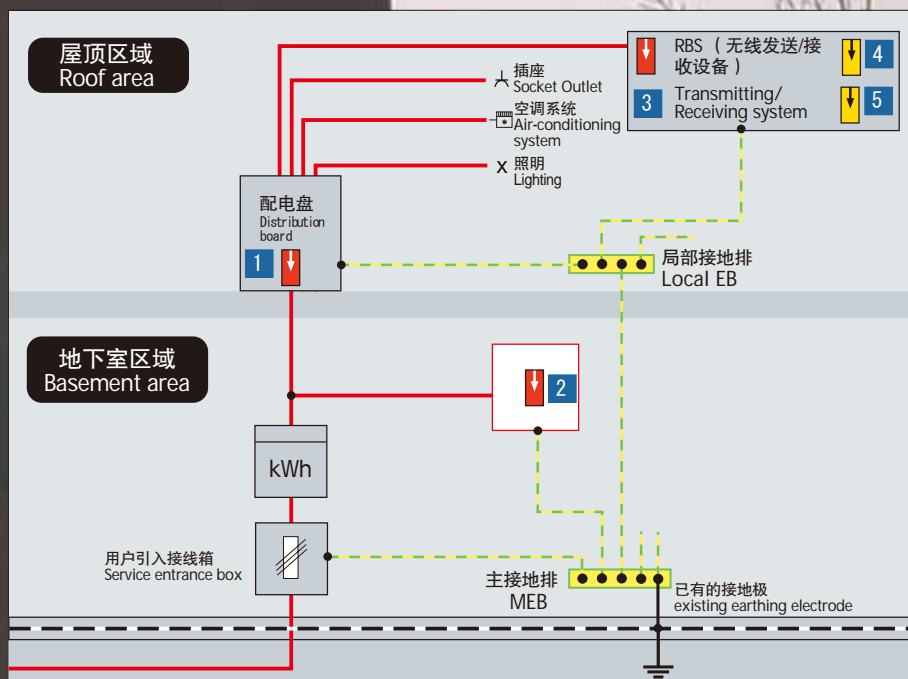 屋顶区域
Roof area
RBS （无线发送/接
收设备 ）
4
3
Transmitting/
Receiving system
5
插座
Socket Outlet
空调系统
Air-conditioning
system
X 照明
Lighting
配电盘
Distribution
board
1
局部接地排
Local EB
地下室区域
Basement area
2
kWh
用户引入接线箱
Service entrance box
主接地排
MEB
已有的接地极
existing earthing electrode